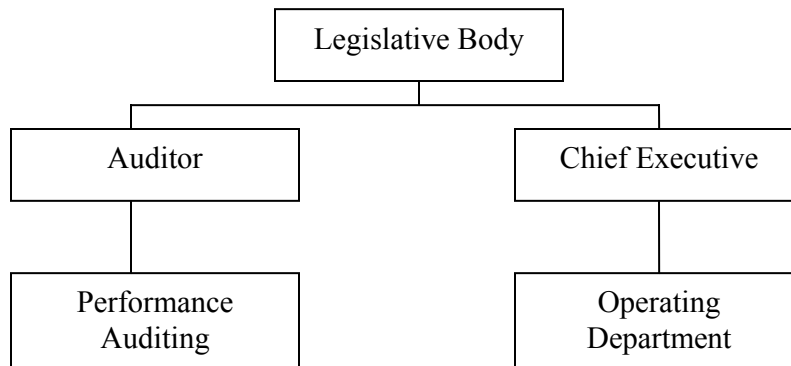 Legislative Body
Auditor
Chief Executive
Performance
Auditing
Operating
Department